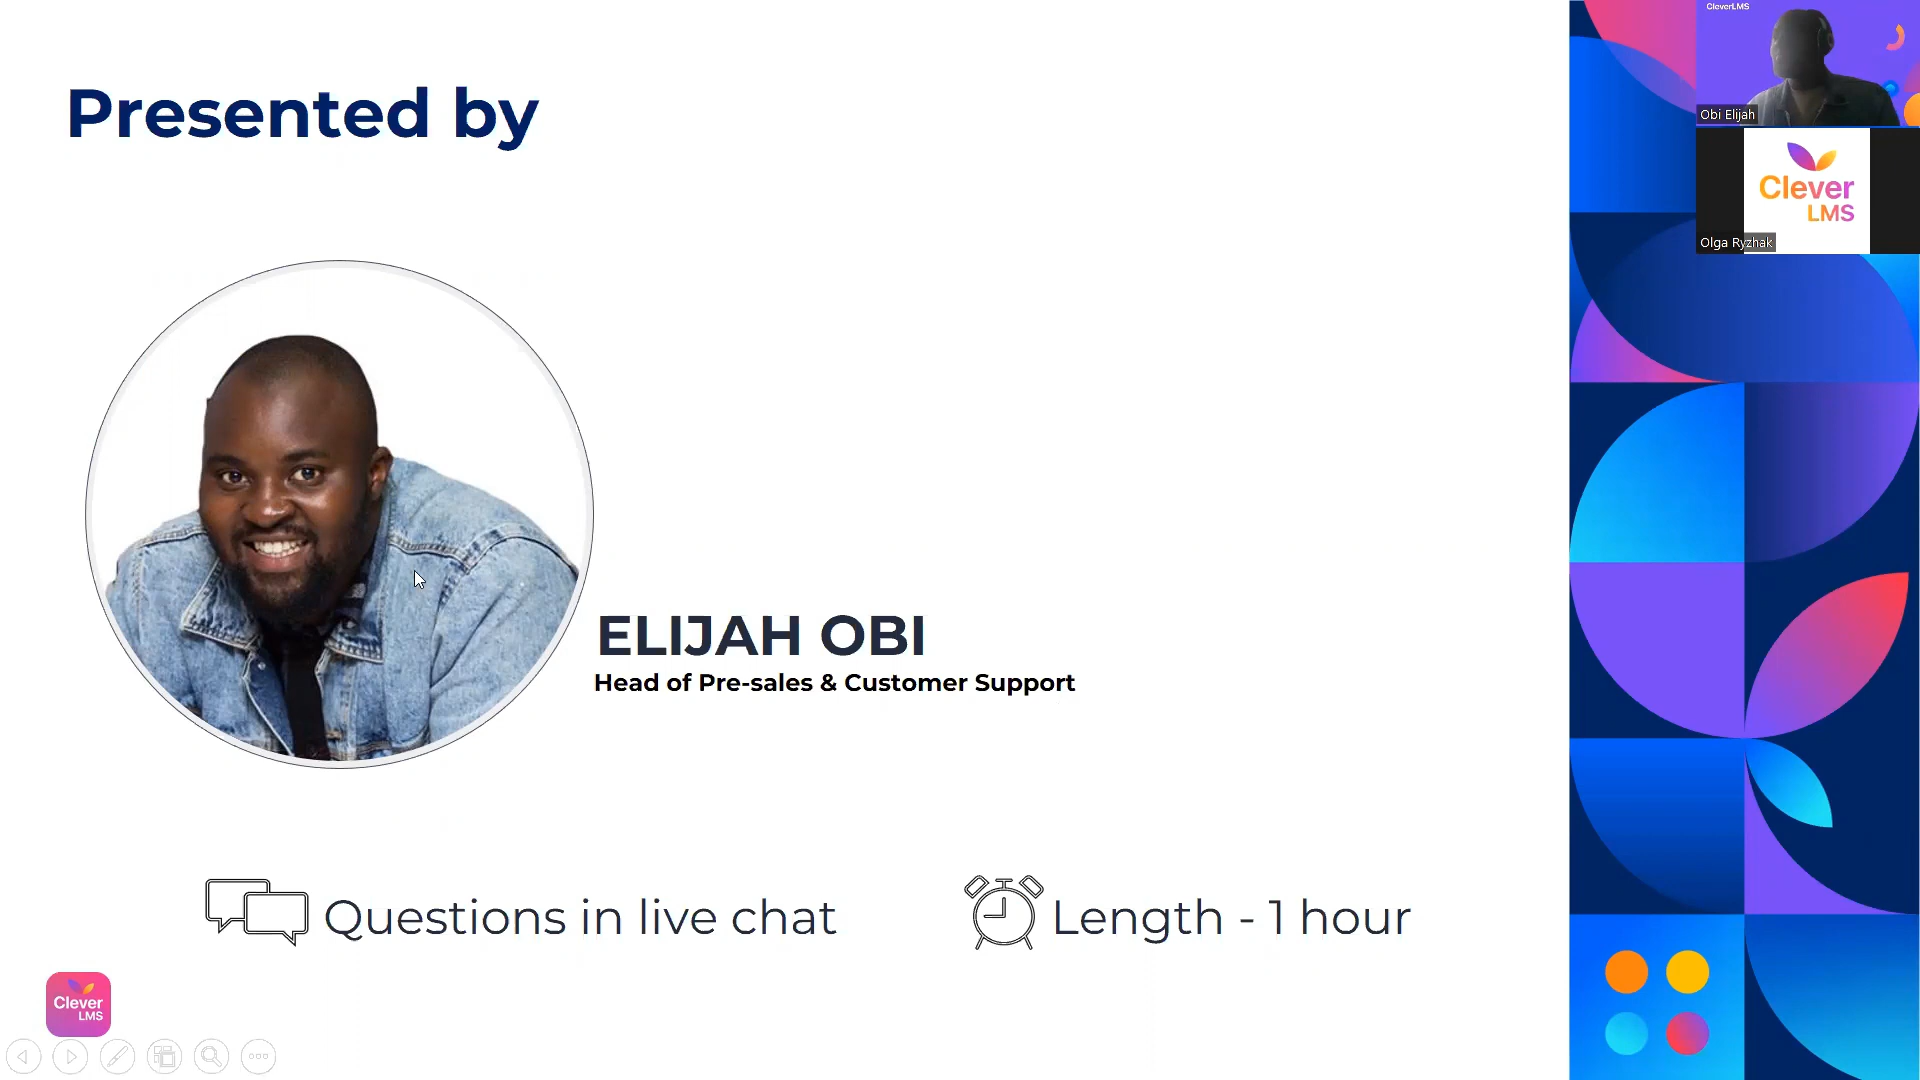 Presented by
CleverLMS
Obi Elijah
Clever
LMS
Olga Ryzhak
ELIJAH OBI
Head of Pre-sales & Customer Support
Questions in live chat
Length - 1 hour
Clever
LMS